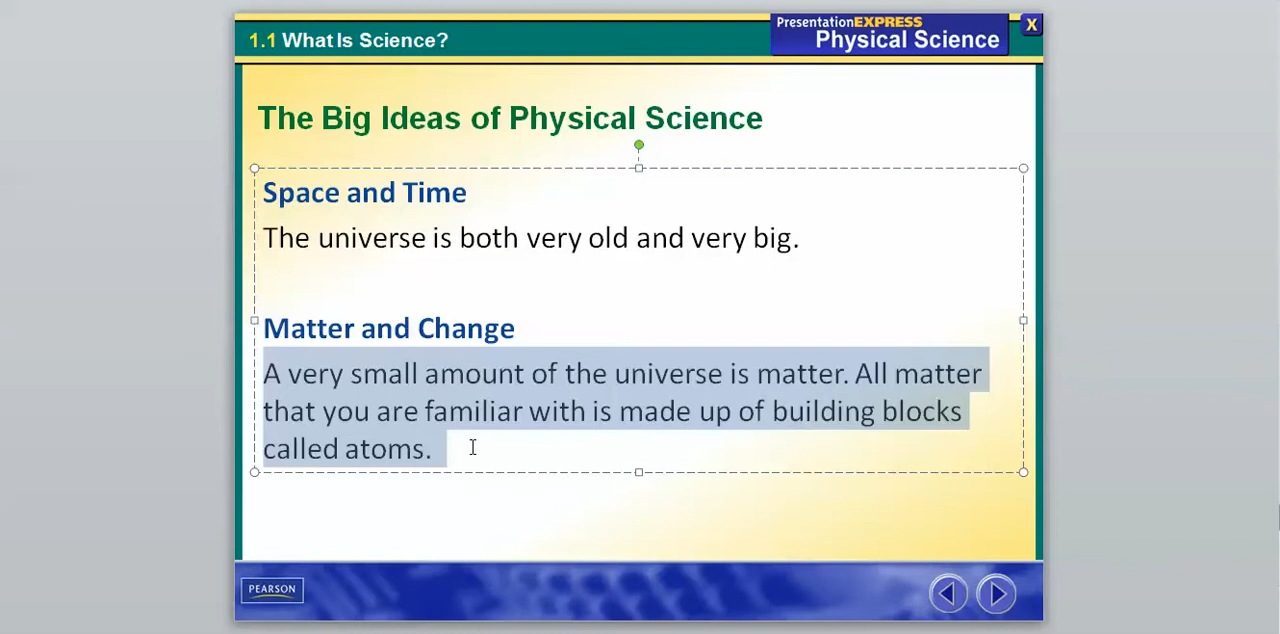 1.1 What Is Science?
PresentationEXPRESS
Physical Science
X
The Big Ideas of Physical Science
Space and Time
The universe is both very old and very big.
Matter and Change
A very small amount of the universe is matter. All matter
that you are familiar with is made up of building blocks
called atoms.
PEARSON